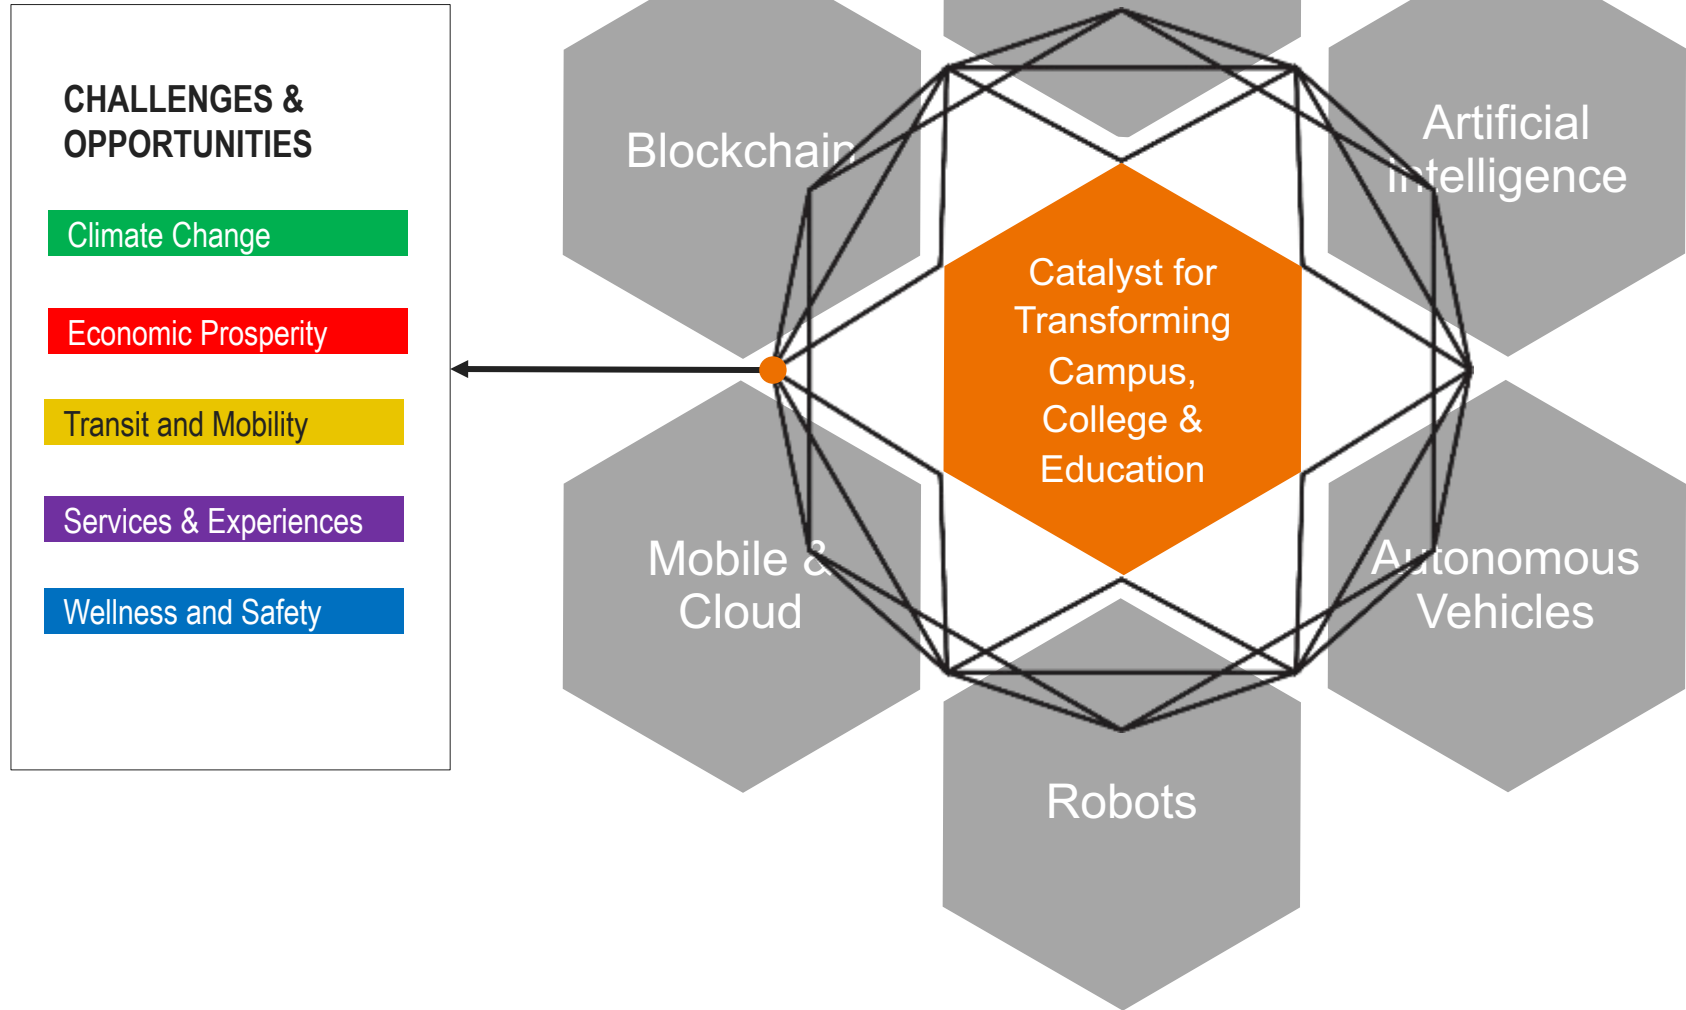 CHALLENGES &
OPPORTUNITIES
Climate Change
Economic Prosperity
Transit and Mobility
Services & Experiences
Wellness and Safety
Blockchain
Artificial
intelligence
Catalyst for
Transforming
Campus,
College &
Education
Mobile &
Cloud
Autonomous
Vehicles
Robots